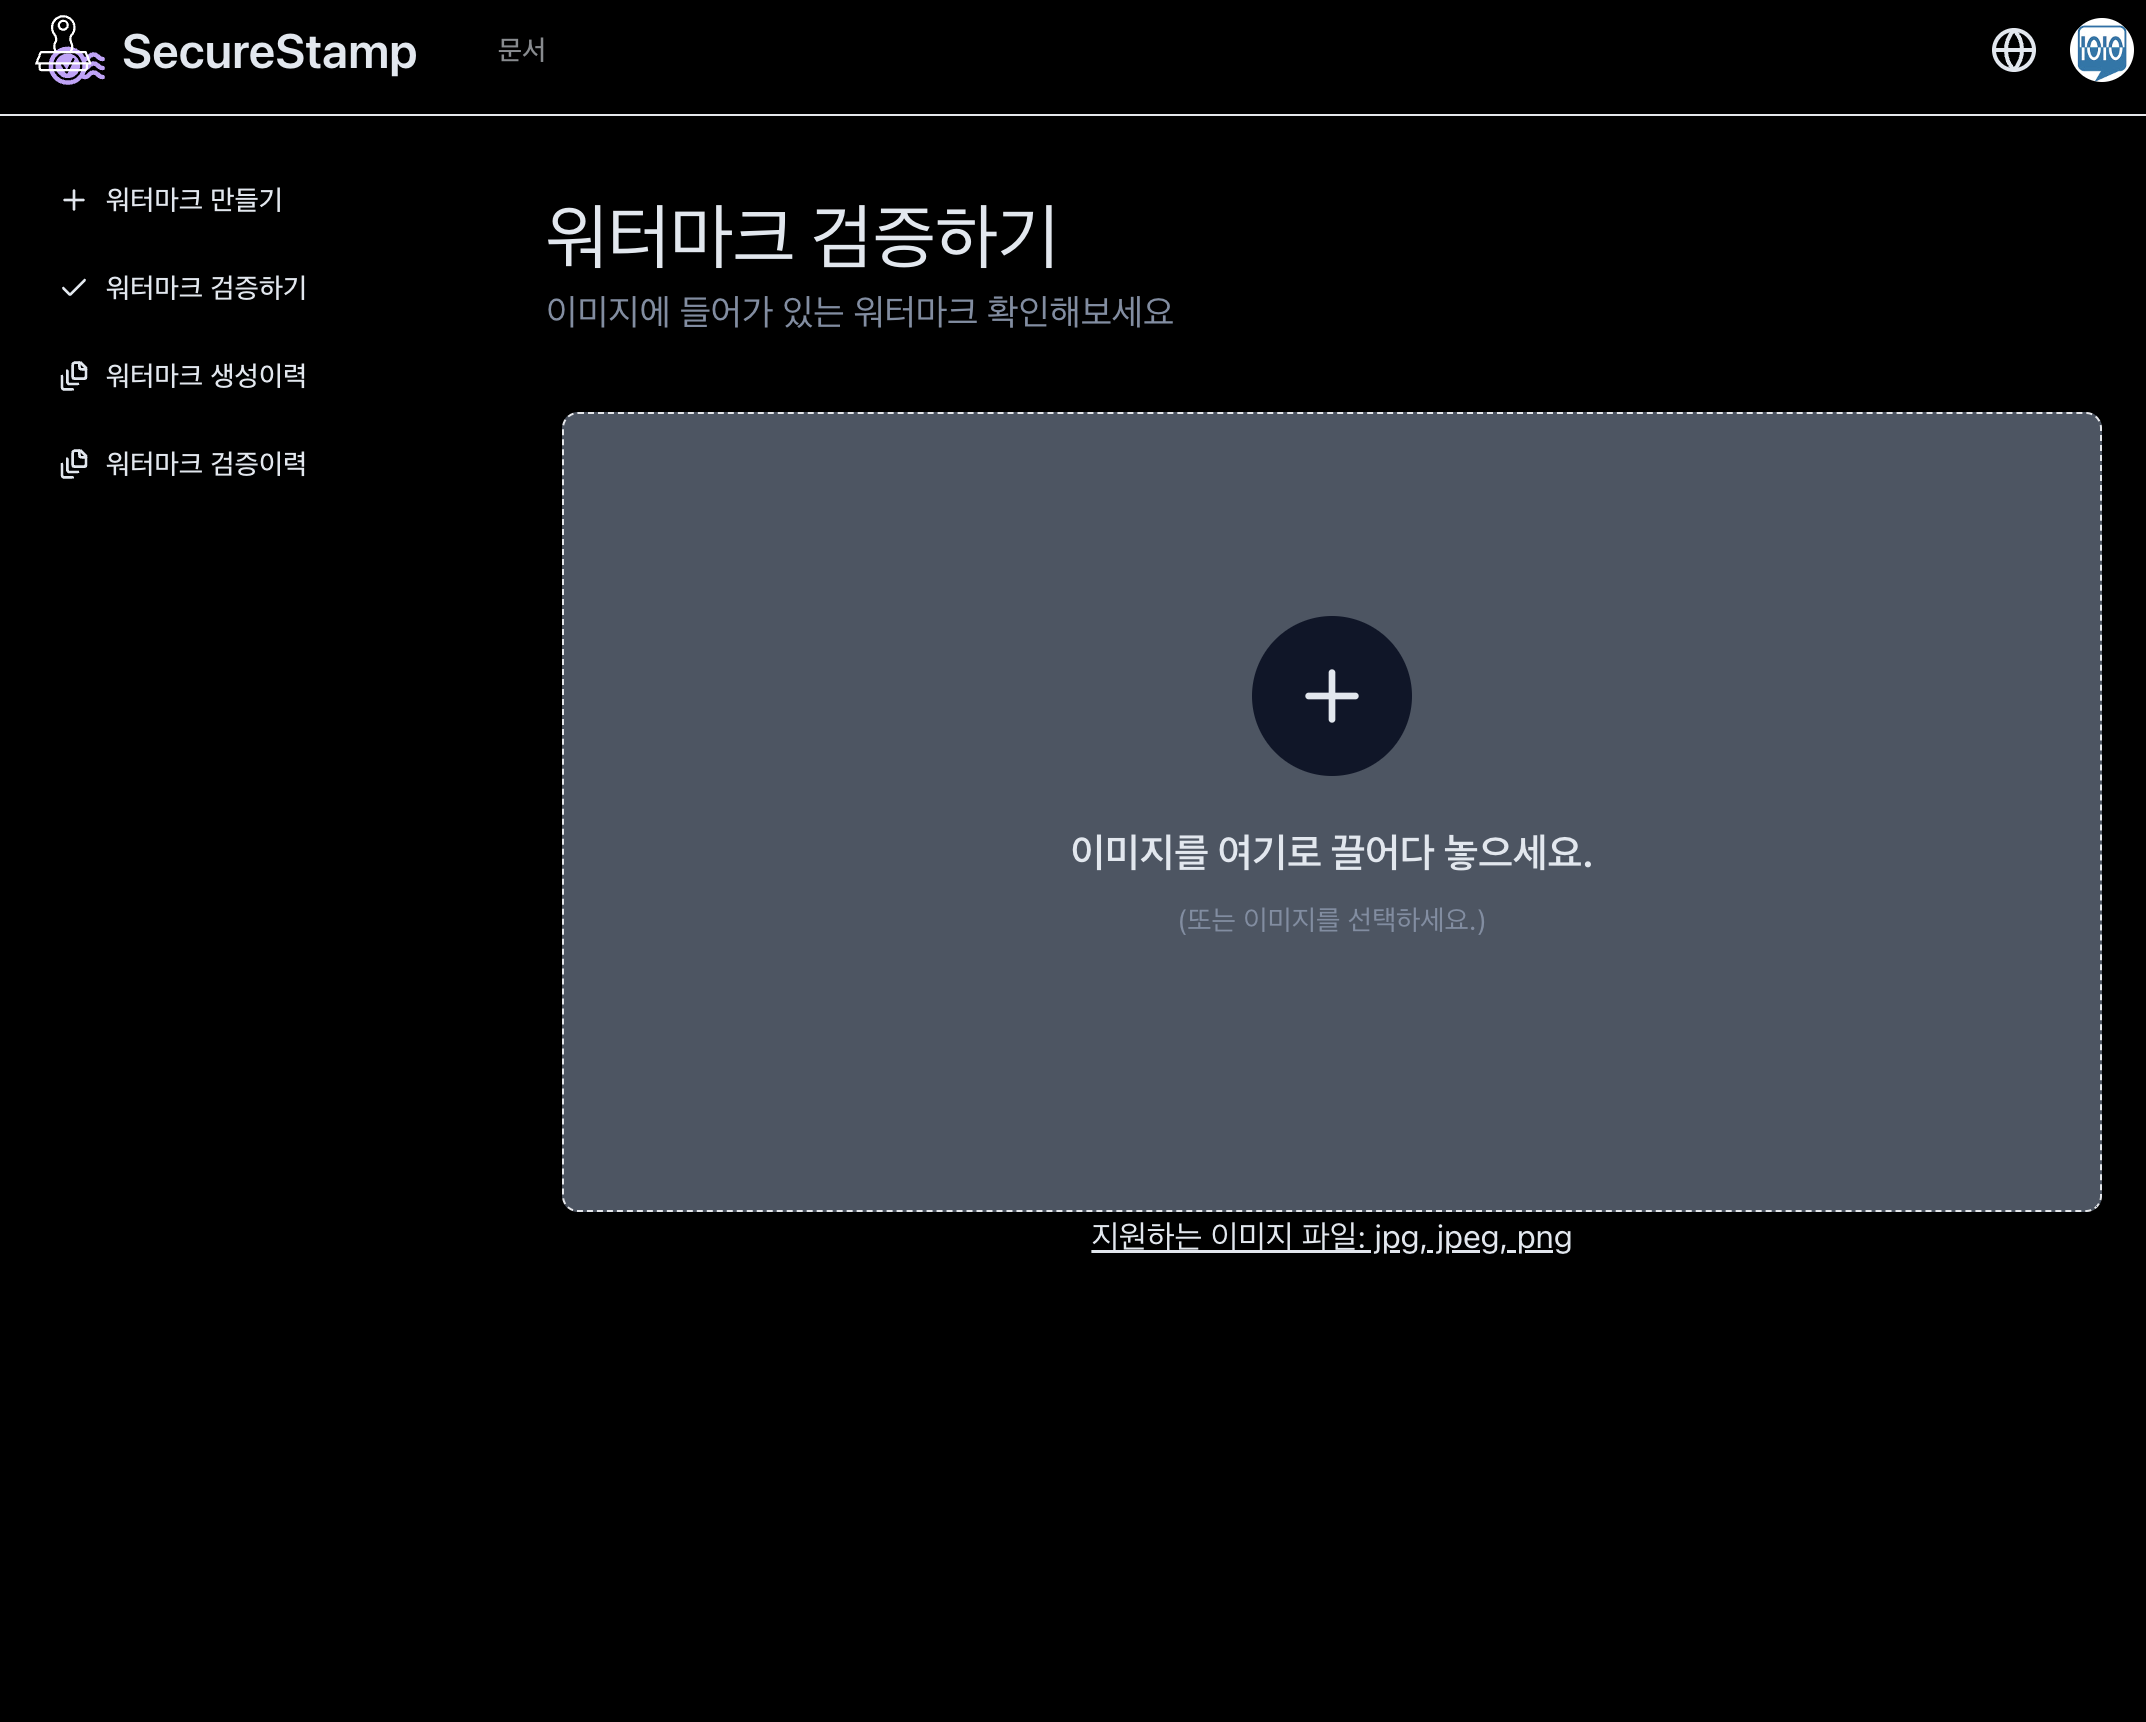 SecureStamp
문서
워터마크 만들기
워터마크 검증하기
워터마크 생성이력
워터마크 검증이력
워터마크 검증하기
이미지에 들어가 있는 워터마크 확인해보세요
이미지를 여기로 끌어다 놓으세요.
(또는 이미지를 선택하세요.)
지원하는 이미지 파일: jpg, jpeg, png